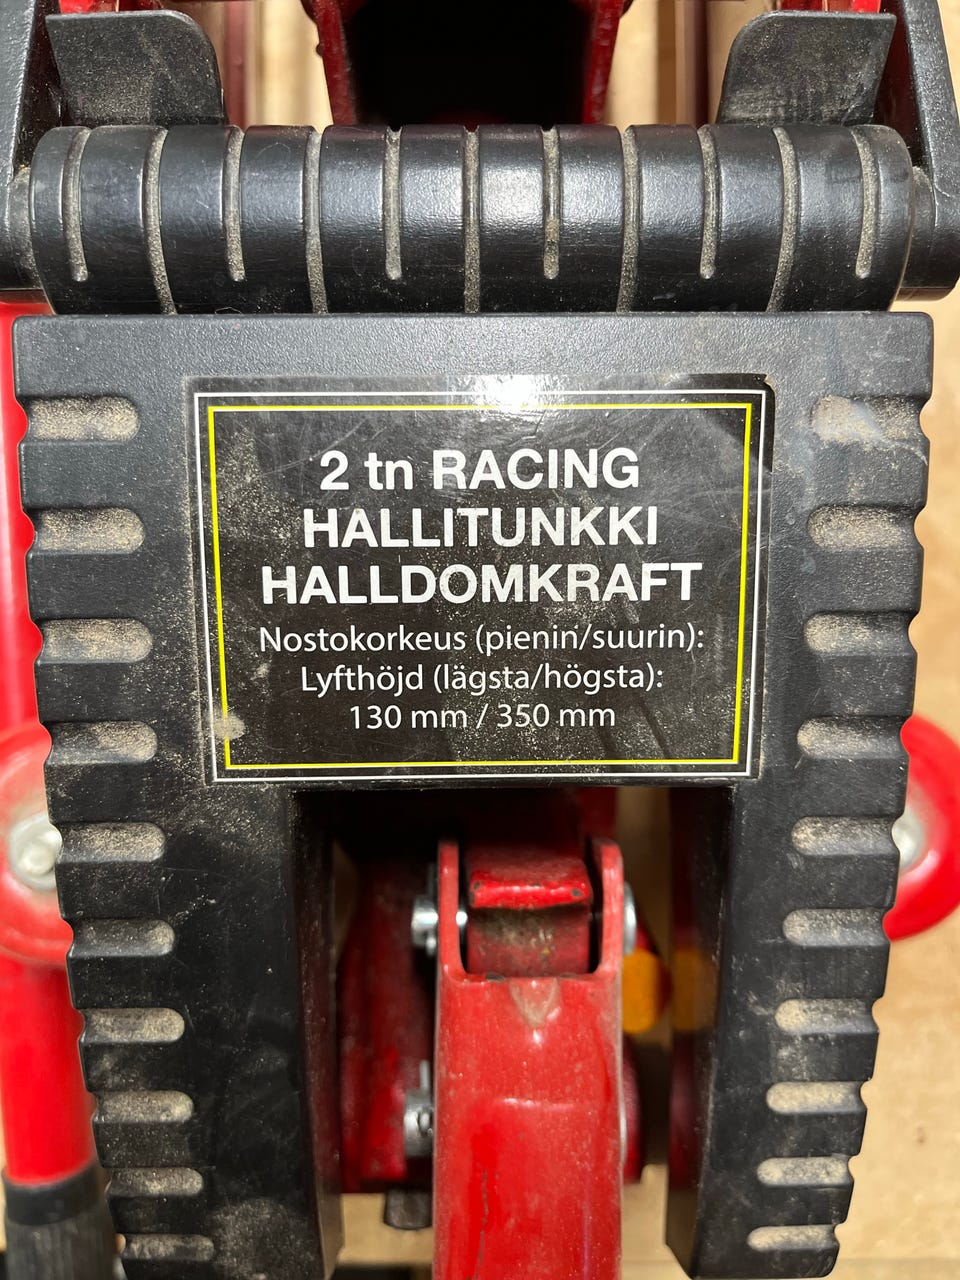 2 tn RACING
HALLITUNKKI
HALLDOMKRAFT
Nostokorkeus (pienin/suurin):
Lyfthöjd (lägsta/högsta):
130 mm / 350 mm